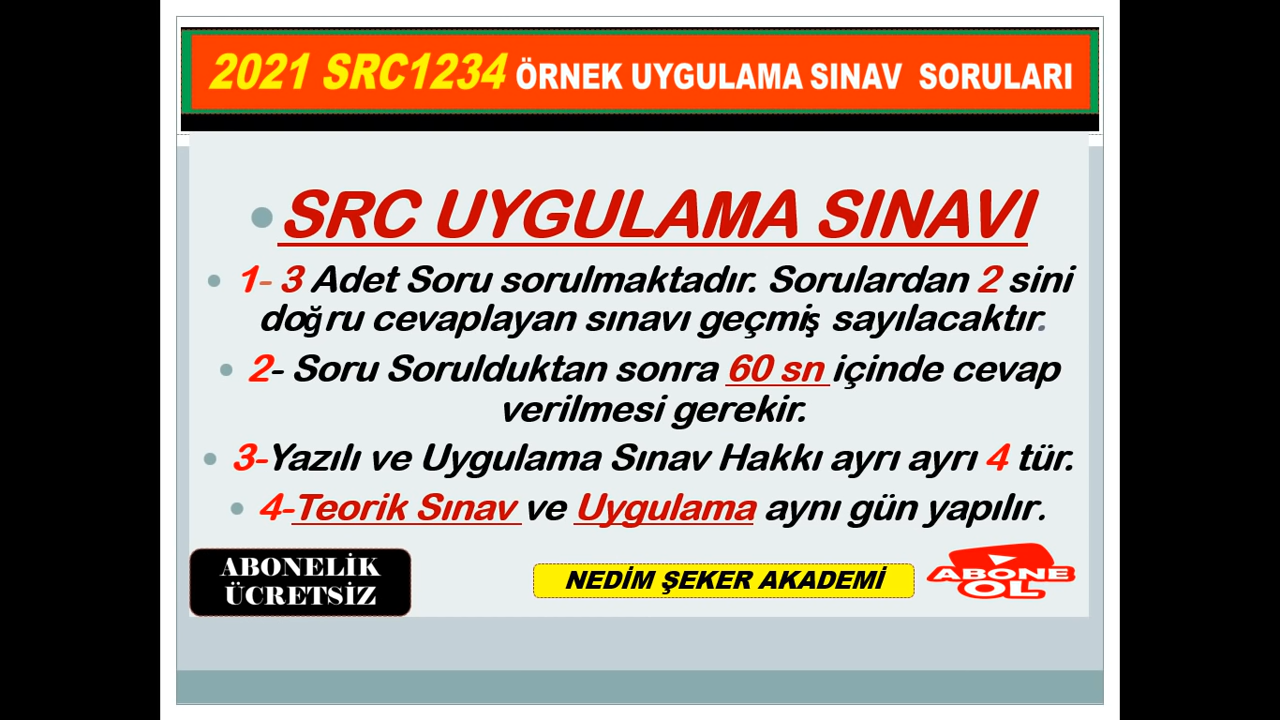 2021 SRC1234 ÖRNEK UYGULAMA SINAV SORULARI
SRC UYGULAMA SINAVI
1- 3 Adet Soru sorulmaktadır. Sorulardan 2 sini
doğru cevaplayan sınavı geçmiş sayılacaktır.
2- Soru Sorulduktan sonra 60 sn içinde cevap
verilmesi gerekir.
3-Yazılı ve Uygulama Sınav Hakkı ayrı ayrı 4 tür.
4-Teorik Sınav ve Uygulama aynı gün yapılır.
ABONELİK
ÜCRETSİZ
NEDİM ŞEKER AKADEMİ
ABONE
OL